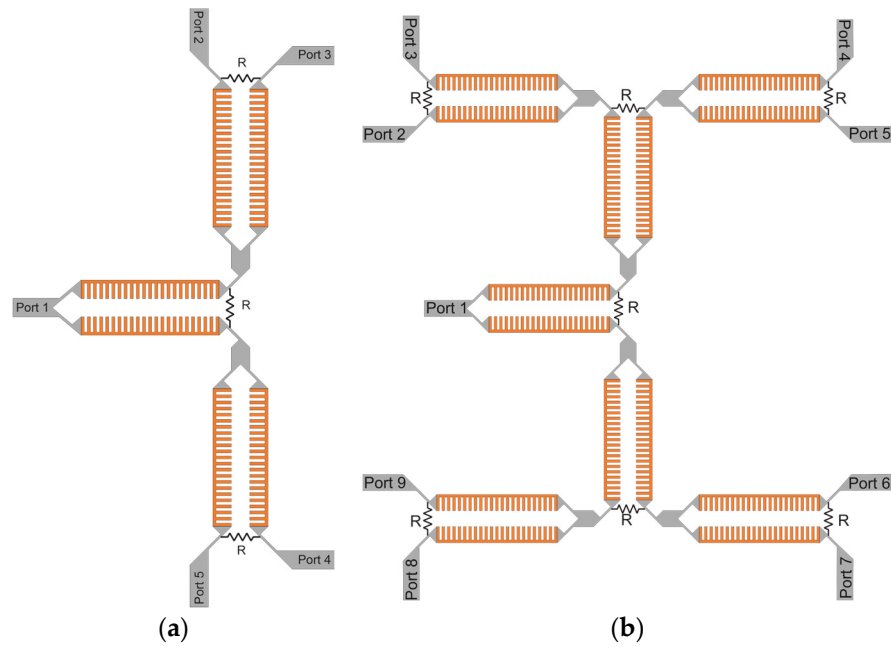 Port 2
R
Port 3
Port 1
R
R
Port 5
Port 4
(a)
Port 3
R
Port 2
R
Port 4
R
Port 5
Port 1
R
Port 9
R
Port 8
R
Port 6
R
Port 7
(b)